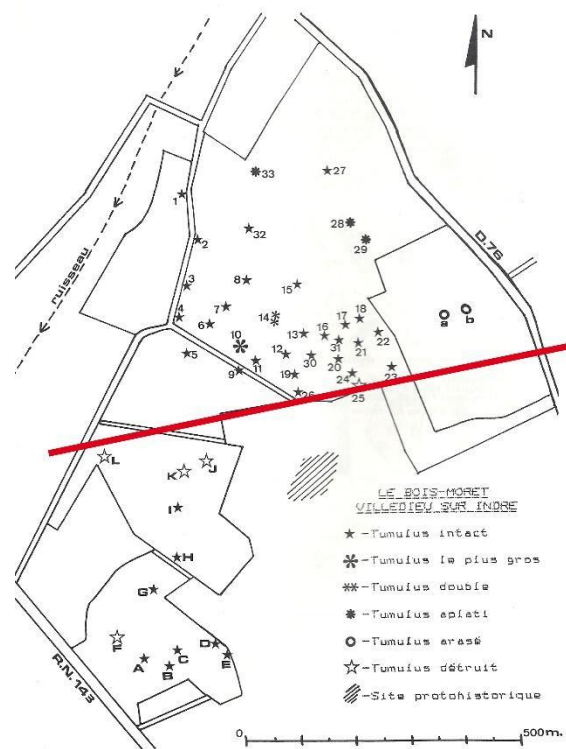 N
33
27
1
28
32
29
2
D.76
ruisseau
3
8
15
a
b
4
7
14
18
6
17
10
13
16
22
5
31
21
12
30
20
11
9
19
24
23
26
25
L
K
J
I
LE BOIS-MORET
VILLEDIEU SUR INDRE
-Tumulus intact
H
-Tumulus le plus gros
G
-Tumulus double
-Tumulus aplati
F
D
-Tumulus arasé
A
B
C
E
-Tumulus détruit
R.N.143
-Site protohistorique
0
500m.